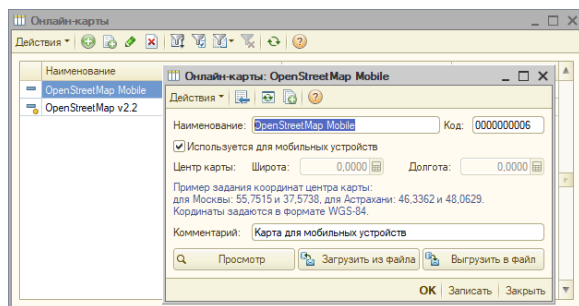 Онлайн-карты
Действия
Наименование
OpenStreetMap Mobile
OpenStreetMap v2.2
Онлайн-карты: OpenStreetMap Mobile
Действия
Наименование: OpenStreetMap Mobile Код: 0000000006
Используется для мобильных устройств
Центр карты: Широта: 0,0000 Долгота: 0,0000
Пример задания координат центра карты:
для Москвы: 55,7515 и 37,5738, для Астрахани: 46,3362 и 48,0629.
Кординаты задаются в формате WGS-84.
Комментарий: Карта для мобильных устройств
Просмотр Загрузить из файла Выгрузить в файл
OK Записать Закрыть